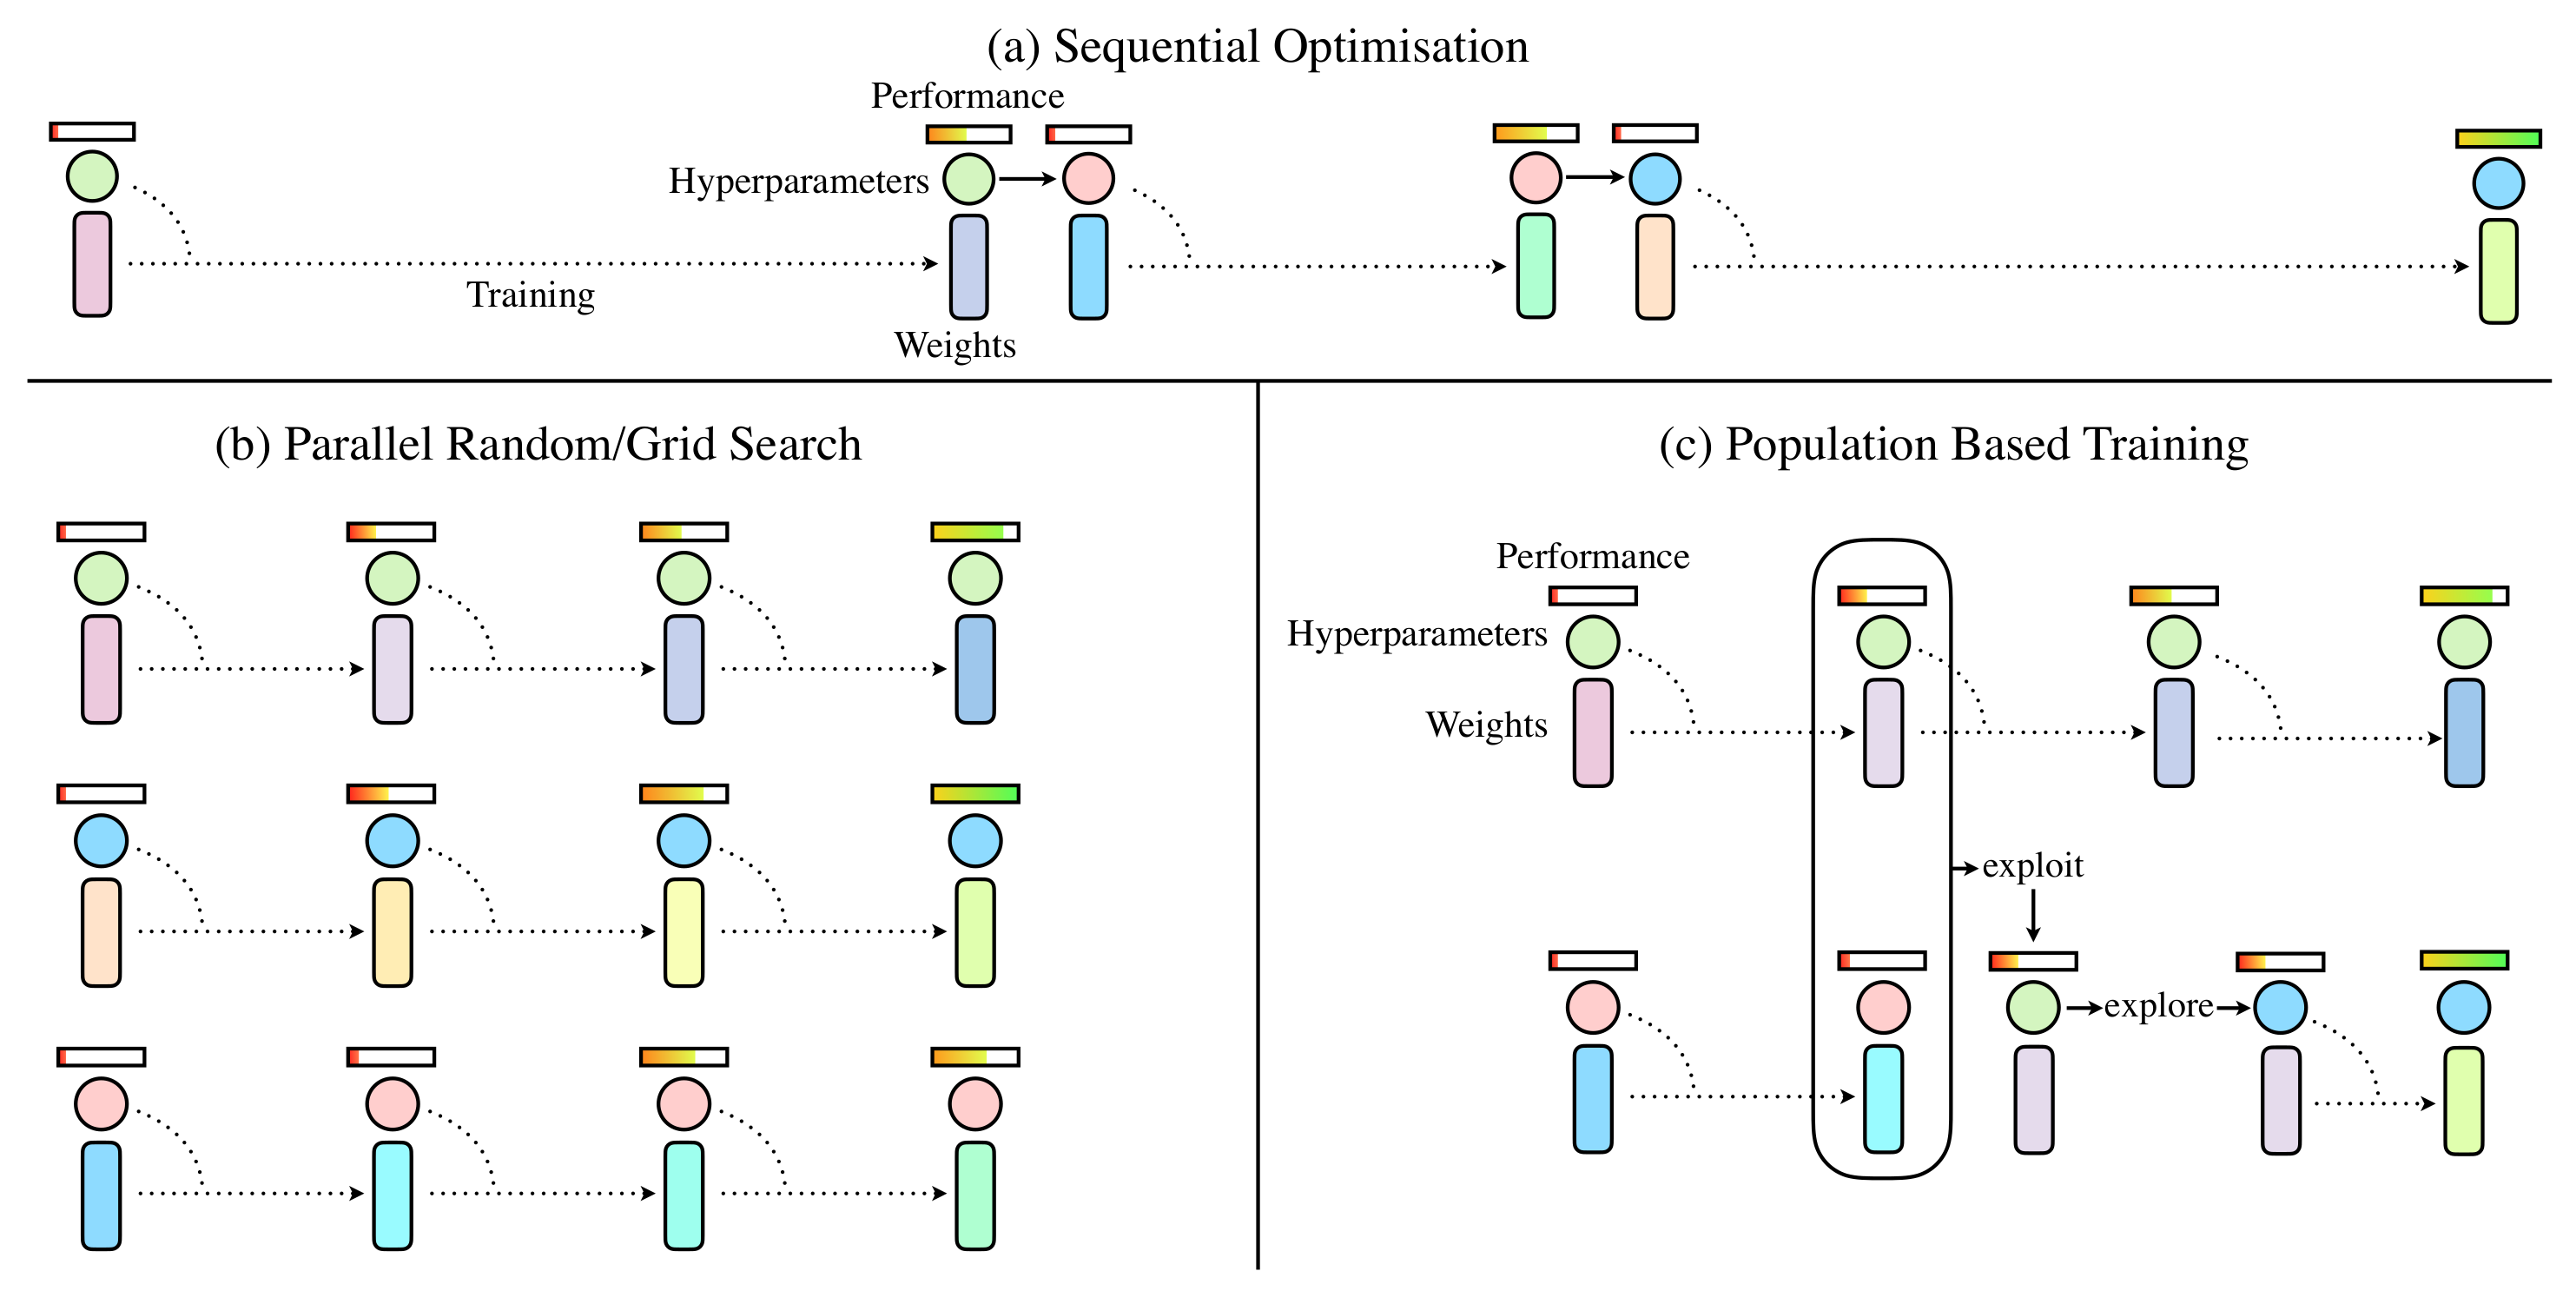 (a) Sequential Optimisation
Performance
Hyperparameters
Training
Weights
(b) Parallel Random/Grid Search
(c) Population Based Training
Performance
Hyperparameters
Weights
exploit
explore